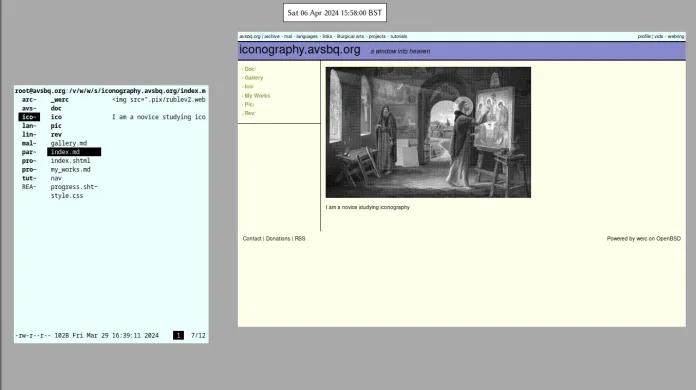 Sat 06 Apr 2024 15:58:00 BST
root@avsbq.org:/v/w/w/s/iconography.avsbq.org/index.m
arc~ _werc <img src=".pix/rublev2.web
avs~ doc
ico~ ico I am a novice studying ico
lan~ pic
lin~ rev
mal~ gallery.md
par~ index.md
pro~ index.shtml
pro~ my_works.md
tut~ nav
REA~ progress.sht~
style.css
-rw-r--r-- 102B Fri Mar 29 16:39:11 2024 1 7/12
avsbq.org | archive - mal - languages - links - liturgical arts - projects - tutorials
profile | vids - webring
iconography.avsbq.org a window into heaven
› Doc/
› Gallery
› Ico/
› My Works
› Pic/
› Rev/
I am a novice studying iconography
Contact | Donations | RSS
Powered by werc on OpenBSD